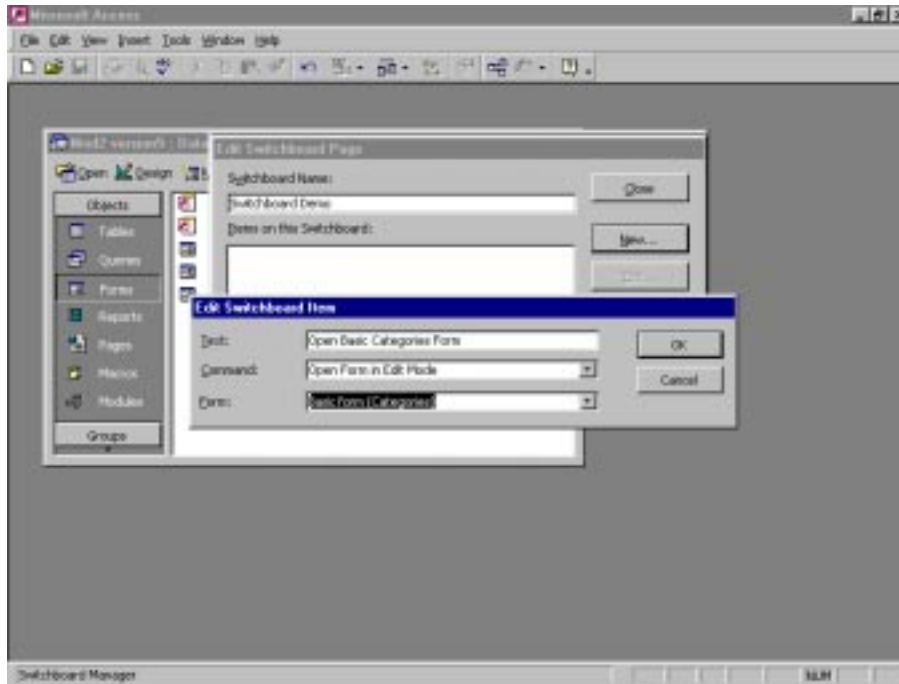 Microsoft Access
File Edit View Insert Tools Window Help
: Data
Edit Switchboard Page
Open Design
Switchboard Name:
Close
Objects
Switchboard Demo
Tables
Items on this Switchboard:
New...
Queries
Forms
Edit Switchboard Item
Reports
Text:
Open Basic Categories Form
OK
Pages
Command:
Open Form in Edit Mode
Macros
Cancel
Form:
Basic Form (Categories)
Modules
Groups
Switchboard Manager
NUM